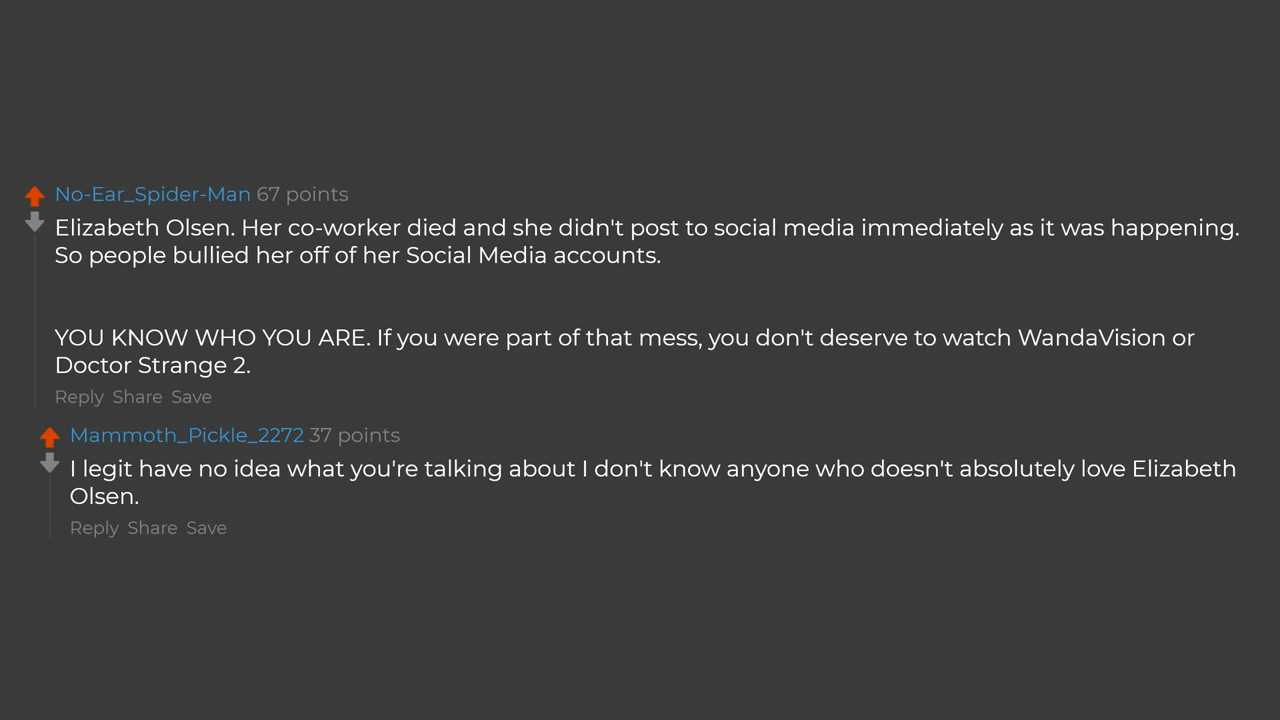 No-Ear_Spider-Man 67 points
Elizabeth Olsen. Her co-worker died and she didn't post to social media immediately as it was happening.
So people bullied her off of her Social Media accounts.
YOU KNOW WHO YOU ARE. If you were part of that mess, you don't deserve to watch WandaVision or
Doctor Strange 2.
Reply Share Save
Mammoth_Pickle_2272 37 points
I legit have no idea what you're talking about I don't know anyone who doesn't absolutely love Elizabeth
Olsen.
Reply Share Save